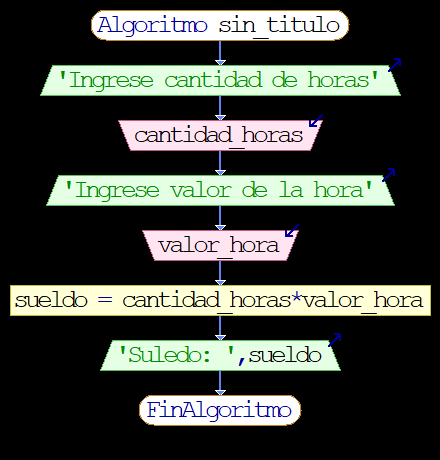 Algoritmo sin_titulo
'Ingrese cantidad de horas'
cantidad_horas
'Ingrese valor de la hora'
valor_hora
sueldo = cantidad_horas*valor_hora
'Suledo: ',sueldo
FinAlgoritmo